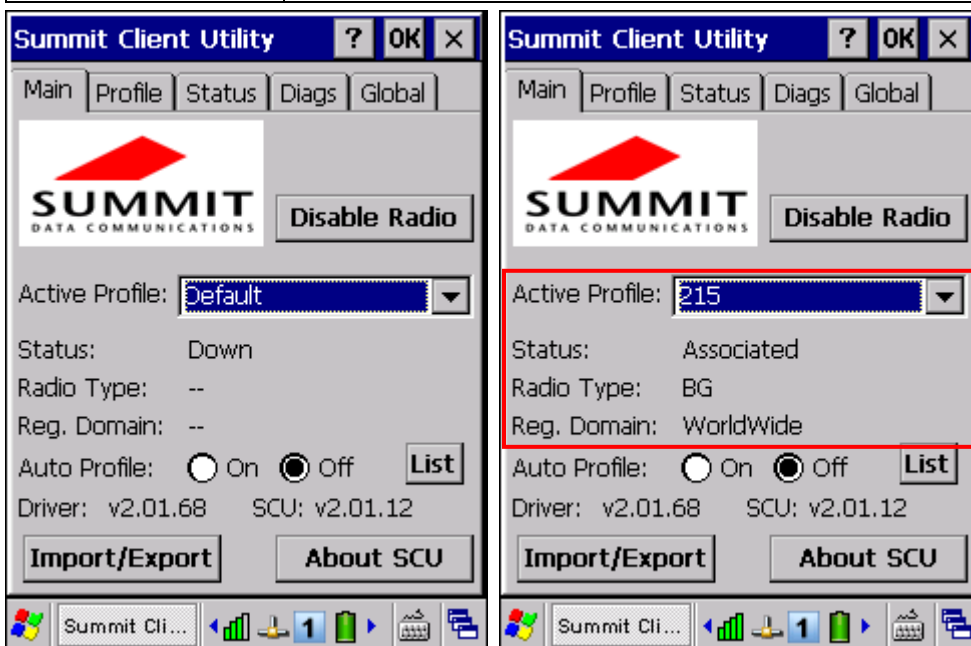 Summit Client Utility ? OK ×
Main Profile Status Diags Global
SUMMIT
DATA COMMUNICATIONS
Disable Radio
Active Profile: Default
Status: Down
Radio Type: --
Reg. Domain: --
Auto Profile: On Off List
Driver: v2.01.68 SCU: v2.01.12
Import/Export About SCU
Summit Cli... 1
Summit Client Utility ? OK ×
Main Profile Status Diags Global
SUMMIT
DATA COMMUNICATIONS
Disable Radio
Active Profile: 215
Status: Associated
Radio Type: BG
Reg. Domain: WorldWide
Auto Profile: On Off List
Driver: v2.01.68 SCU: v2.01.12
Import/Export About SCU
Summit Cli... 1